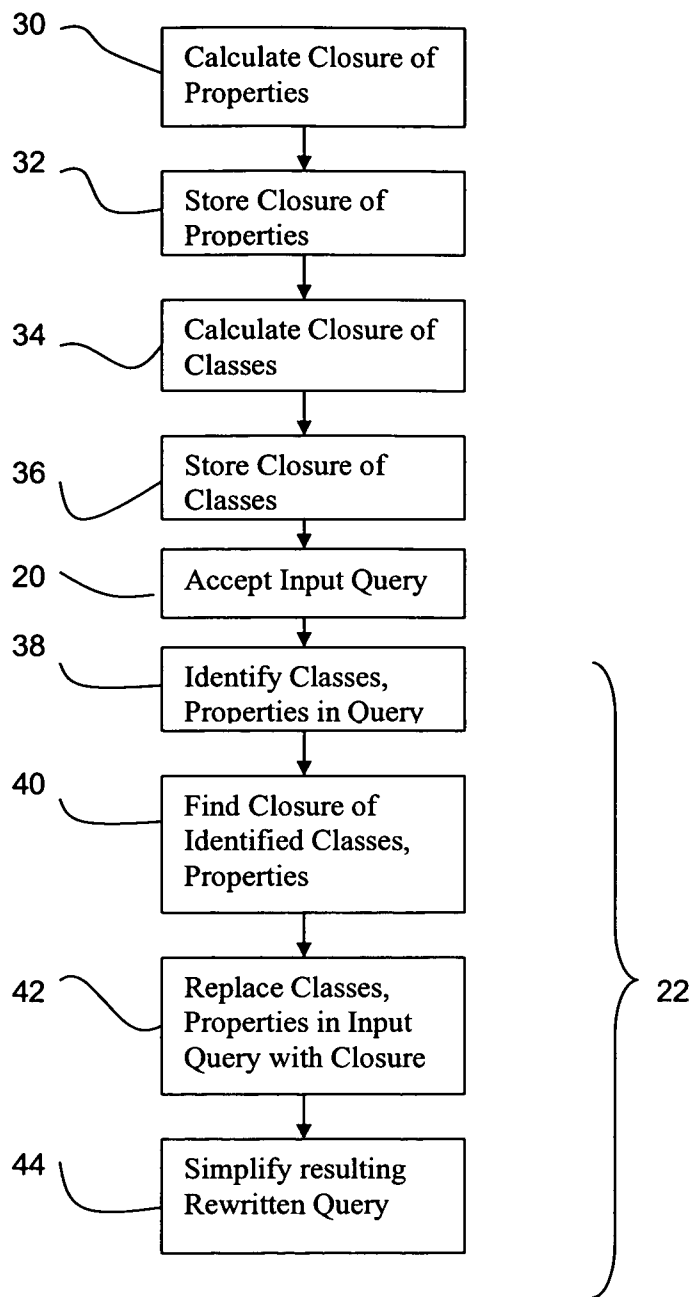 30
Calculate Closure of
Properties
32
Store Closure of
Properties
34
Calculate Closure of
Classes
36
Store Closure of
Classes
20
Accept Input Query
38
Identify Classes,
Properties in Query
40
Find Closure of
Identified Classes,
Properties
42
Replace Classes,
Properties in Input
Query with Closure
22
44
Simplify resulting
Rewritten Query